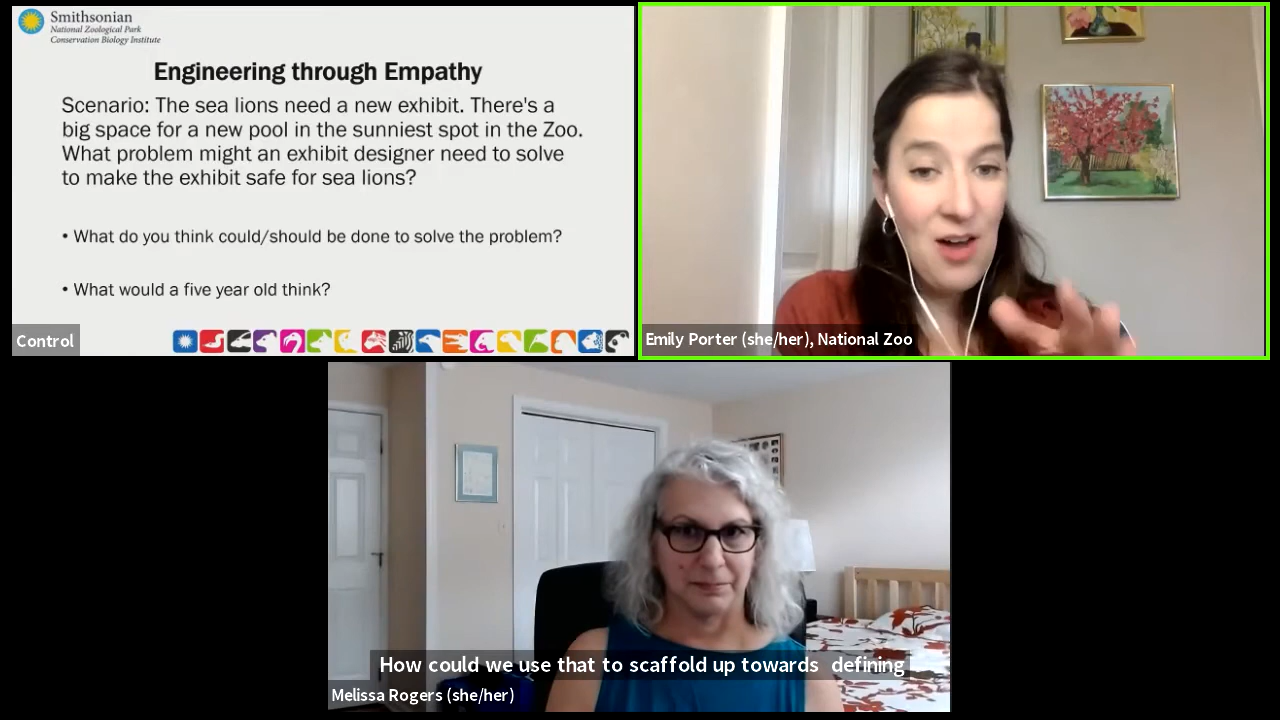 Smithsonian
National Zoological Park
Conservation Biology Institute
Engineering through Empathy
Scenario: The sea lions need a new exhibit. There's a
big space for a new pool in the sunniest spot in the Zoo.
What problem might an exhibit designer need to solve
to make the exhibit safe for sea lions?
• What do you think could/should be done to solve the problem?
• What would a five year old think?
Control
Emily Porter (she/her), National Zoo
How could we use that to scaffold up towards defining
Melissa Rogers (she/her)